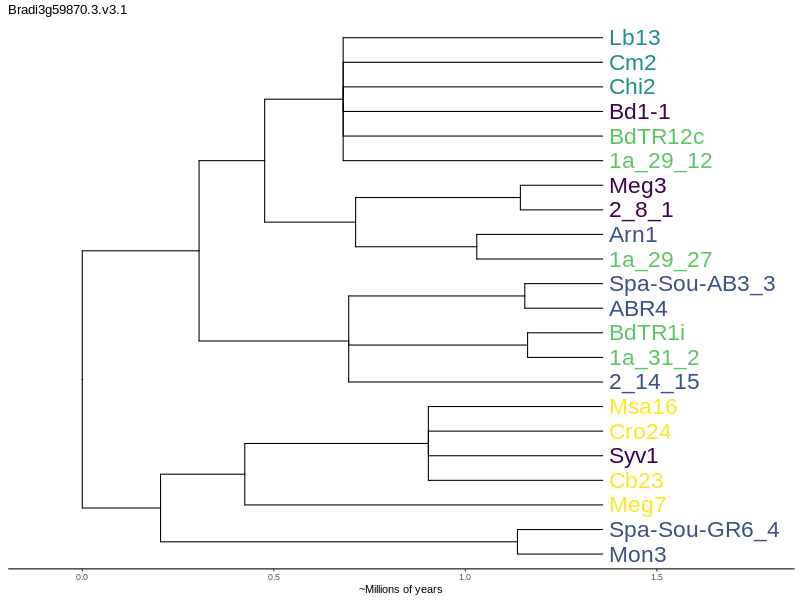 Bradi3g59870.3.v3.1
Lb13
Cm2
Chi2
Bd1-1
BdTR12c
1a_29_12
Meg3
2_8_1
Arn1
1a_29_27
Spa-Sou-AB3_3
ABR4
BdTR1i
1a_31_2
2_14_15
Msa16
Cro24
Syv1
Cb23
Meg7
Spa-Sou-GR6_4
Mon3
0.0 0.5 1.0 1.5
~Millions of years